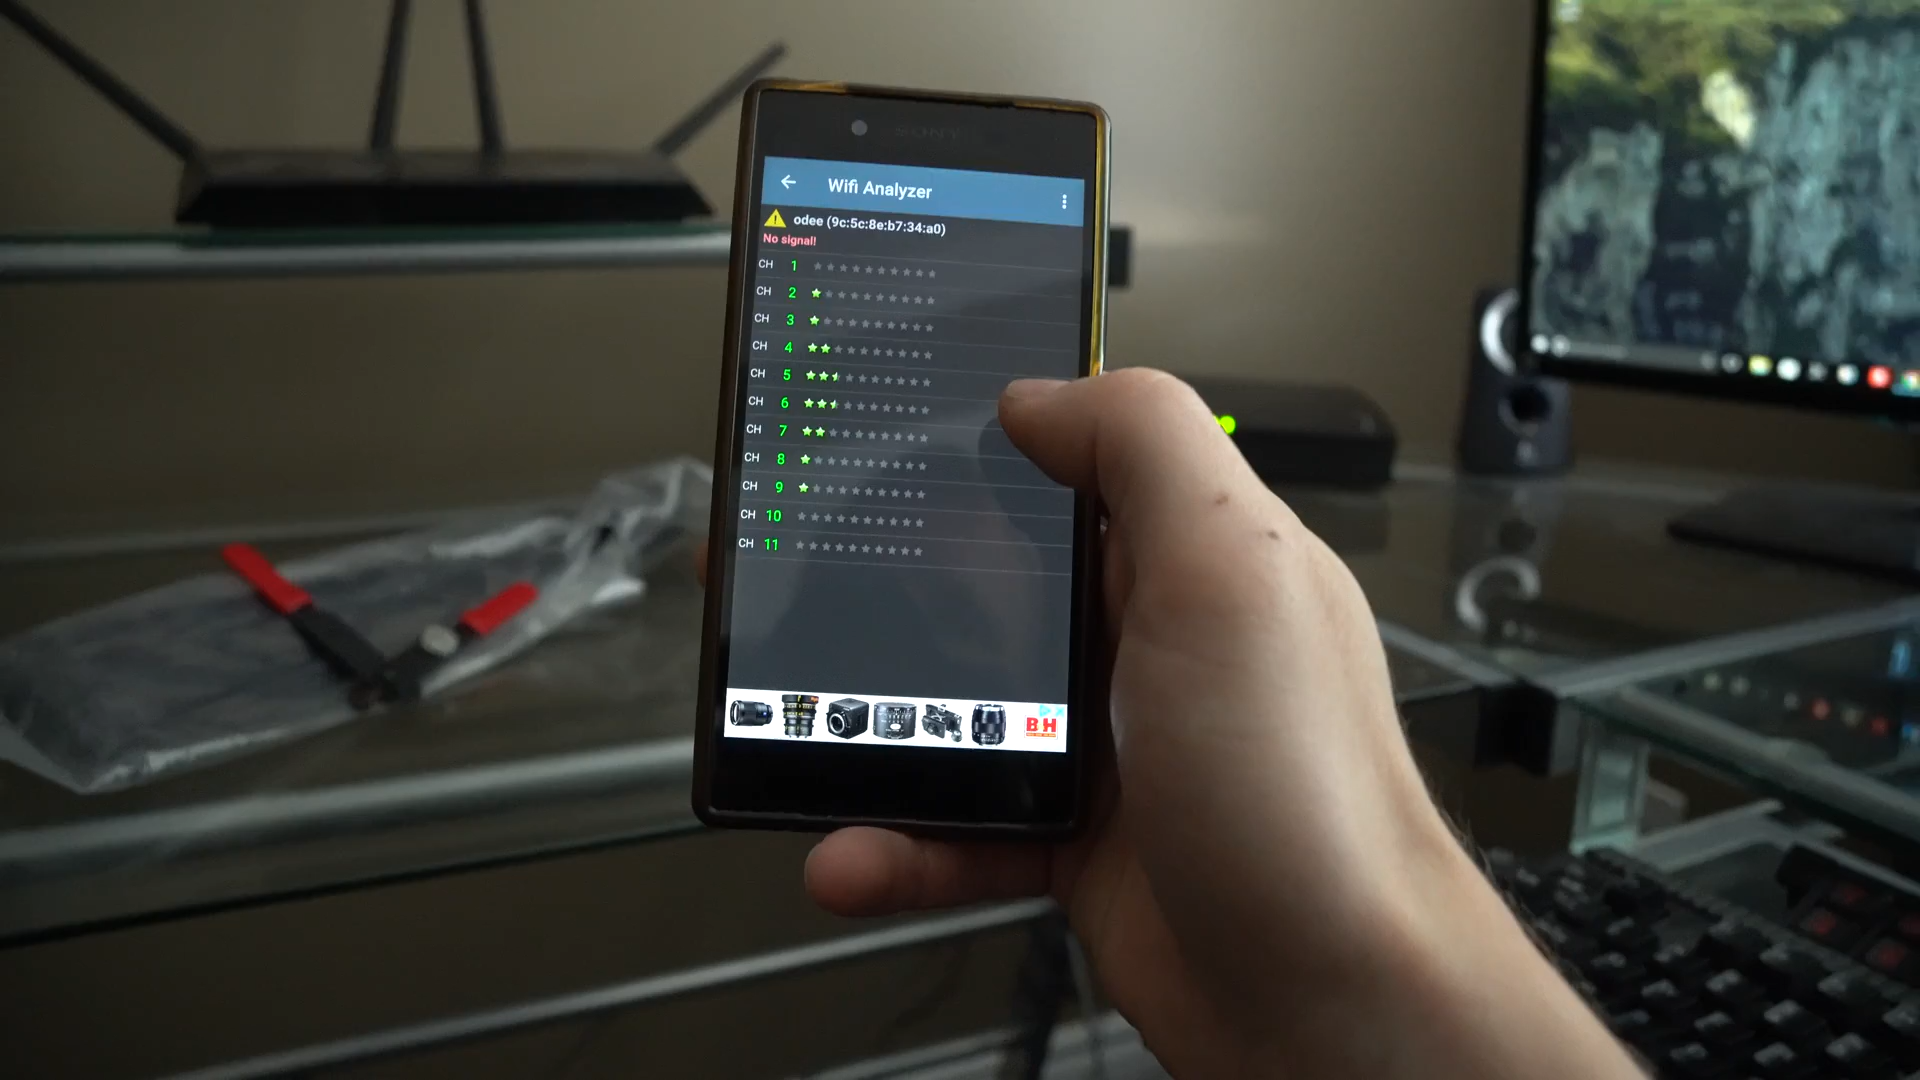 SONY
Wifi Analyzer
odee (9c:5c:8e:b7:34:a0)
No signal!
CH 1
CH 2
CH 3
CH 4
CH 5
CH 6
CH 7
CH 8
CH 9
CH 10
CH 11
BH